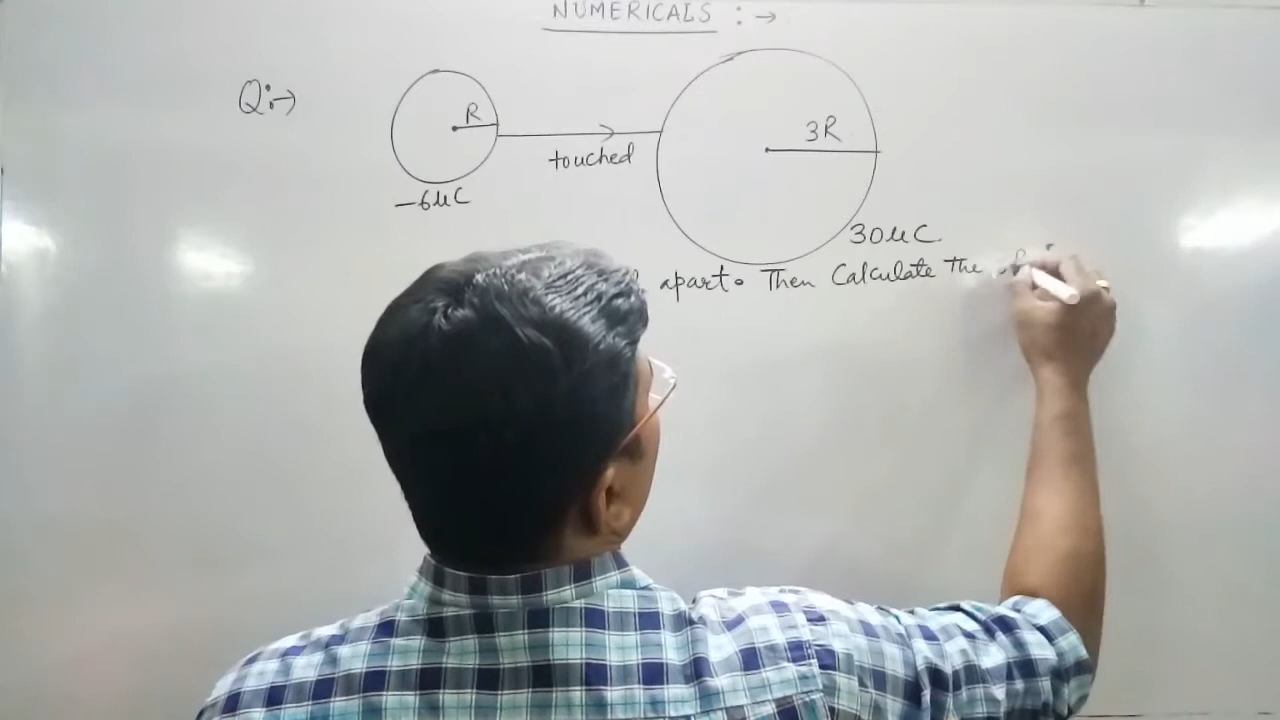 NUMERICALS :→
Q:→
R
touched
3R
-6μC
30μC
apart. Then Calculate the